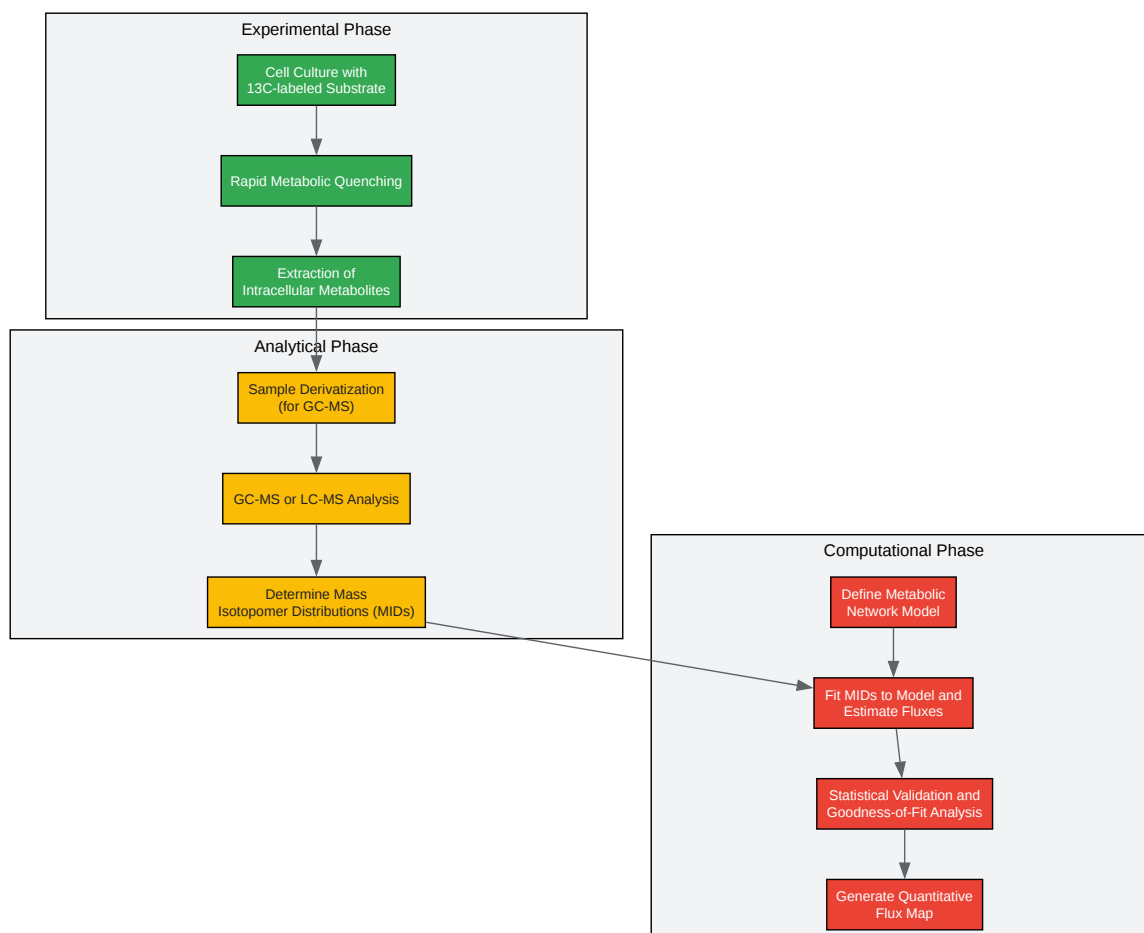 Experimental Phase
Cell Culture with
13C-labeled Substrate
Rapid Metabolic Quenching
Extraction of
Intracellular Metabolites
Analytical Phase
Sample Derivatization
(for GC-MS)
GC-MS or LC-MS Analysis
Determine Mass
Isotopomer Distributions (MIDs)
Computational Phase
Define Metabolic
Network Model
Fit MIDs to Model and
Estimate Fluxes
Statistical Validation and
Goodness-of-Fit Analysis
Generate Quantitative
Flux Map